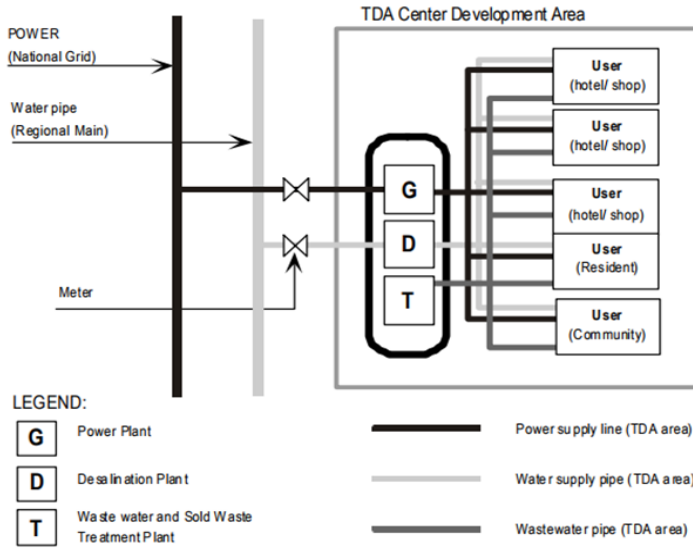 TDA Center Development Area
POWER
(National Grid)
Water pipe
(Regional Main)
Meter
G
D
T
User
(hotel/ shop)
User
(hotel/ shop)
User
(hotel/ shop)
User
(Resident)
User
(Community)
LEGEND:
G
Power Plant
D
Desalination Plant
T
Waste water and Sold Waste
Treatment Plant
Power supply line (TDA area)
Water supply pipe (TDA area)
Wastewater pipe (TDA area)